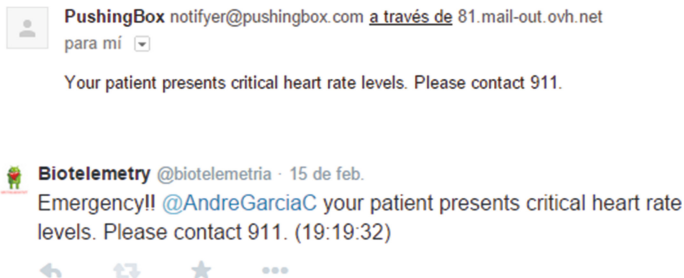 PushingBox notifyer@pushingbox.com a través de 81.mail-out.ovh.net
para mí
Your patient presents critical heart rate levels. Please contact 911.
Biotelemetry @biotelemetria · 15 de feb.
Emergency!! @AndreGarciaC your patient presents critical heart rate
levels. Please contact 911. (19:19:32)